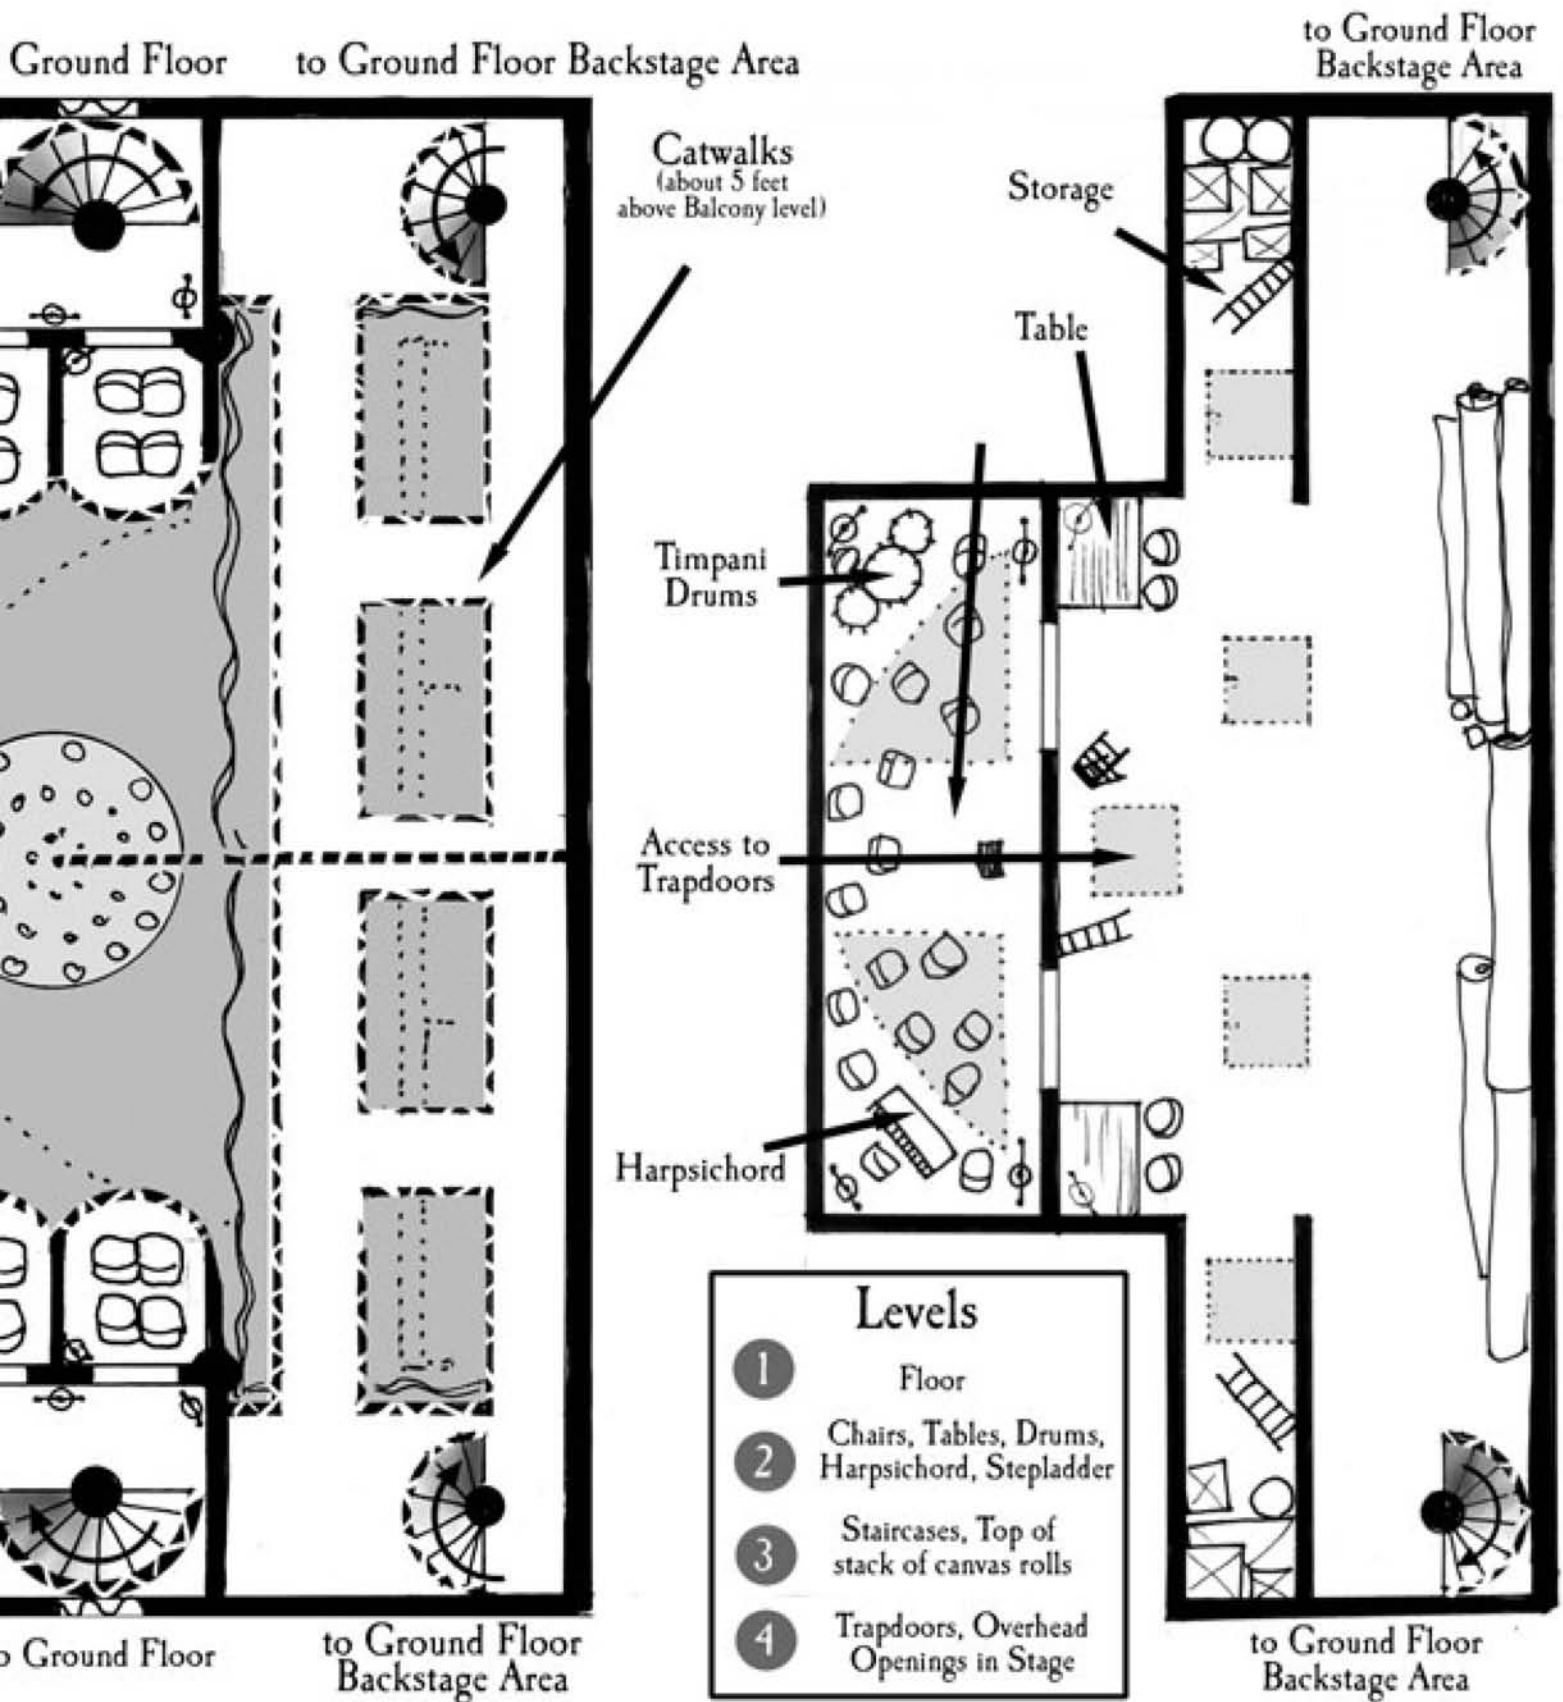 Ground Floor
to Ground Floor Backstage Area
to Ground Floor
Backstage Area
Catwalks
(about 5 feet
above Balcony level)
Storage
Table
Timpani
Drums
Access to
Trapdoors
Harpsichord
Levels
1 Floor
2 Chairs, Tables, Drums,
Harpsichord, Stepladder
3 Staircases, Top of
stack of canvas rolls
4 Trapdoors, Overhead
Openings in Stage
o Ground Floor
to Ground Floor
Backstage Area
to Ground Floor
Backstage Area